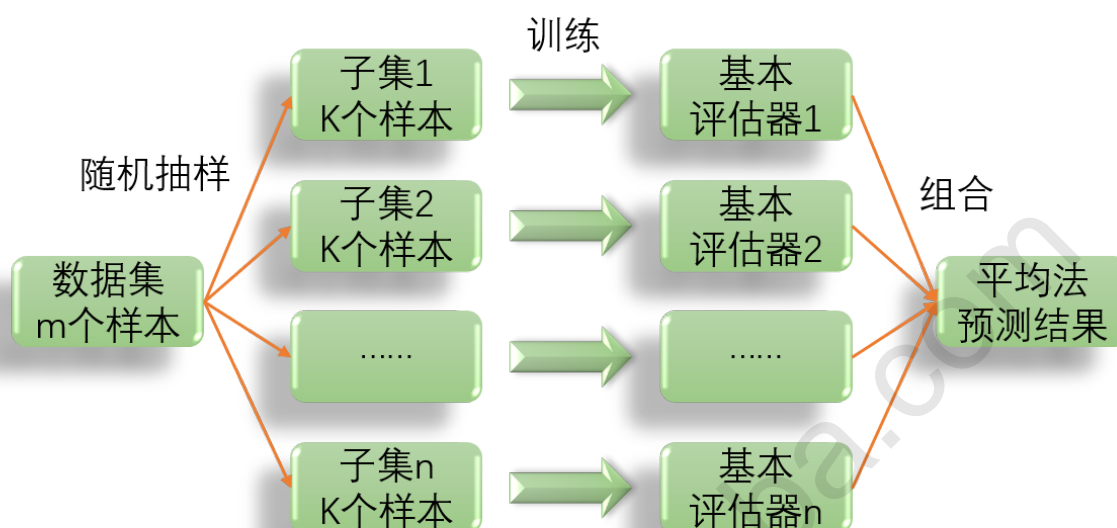 训练
子集1
K个样本
基本
评估器1
随机抽样
子集2
K个样本
基本
评估器2
组合
数据集
m个样本
平均法
预测结果
……
……
子集n
K个样本
基本
评估器n
ba.com